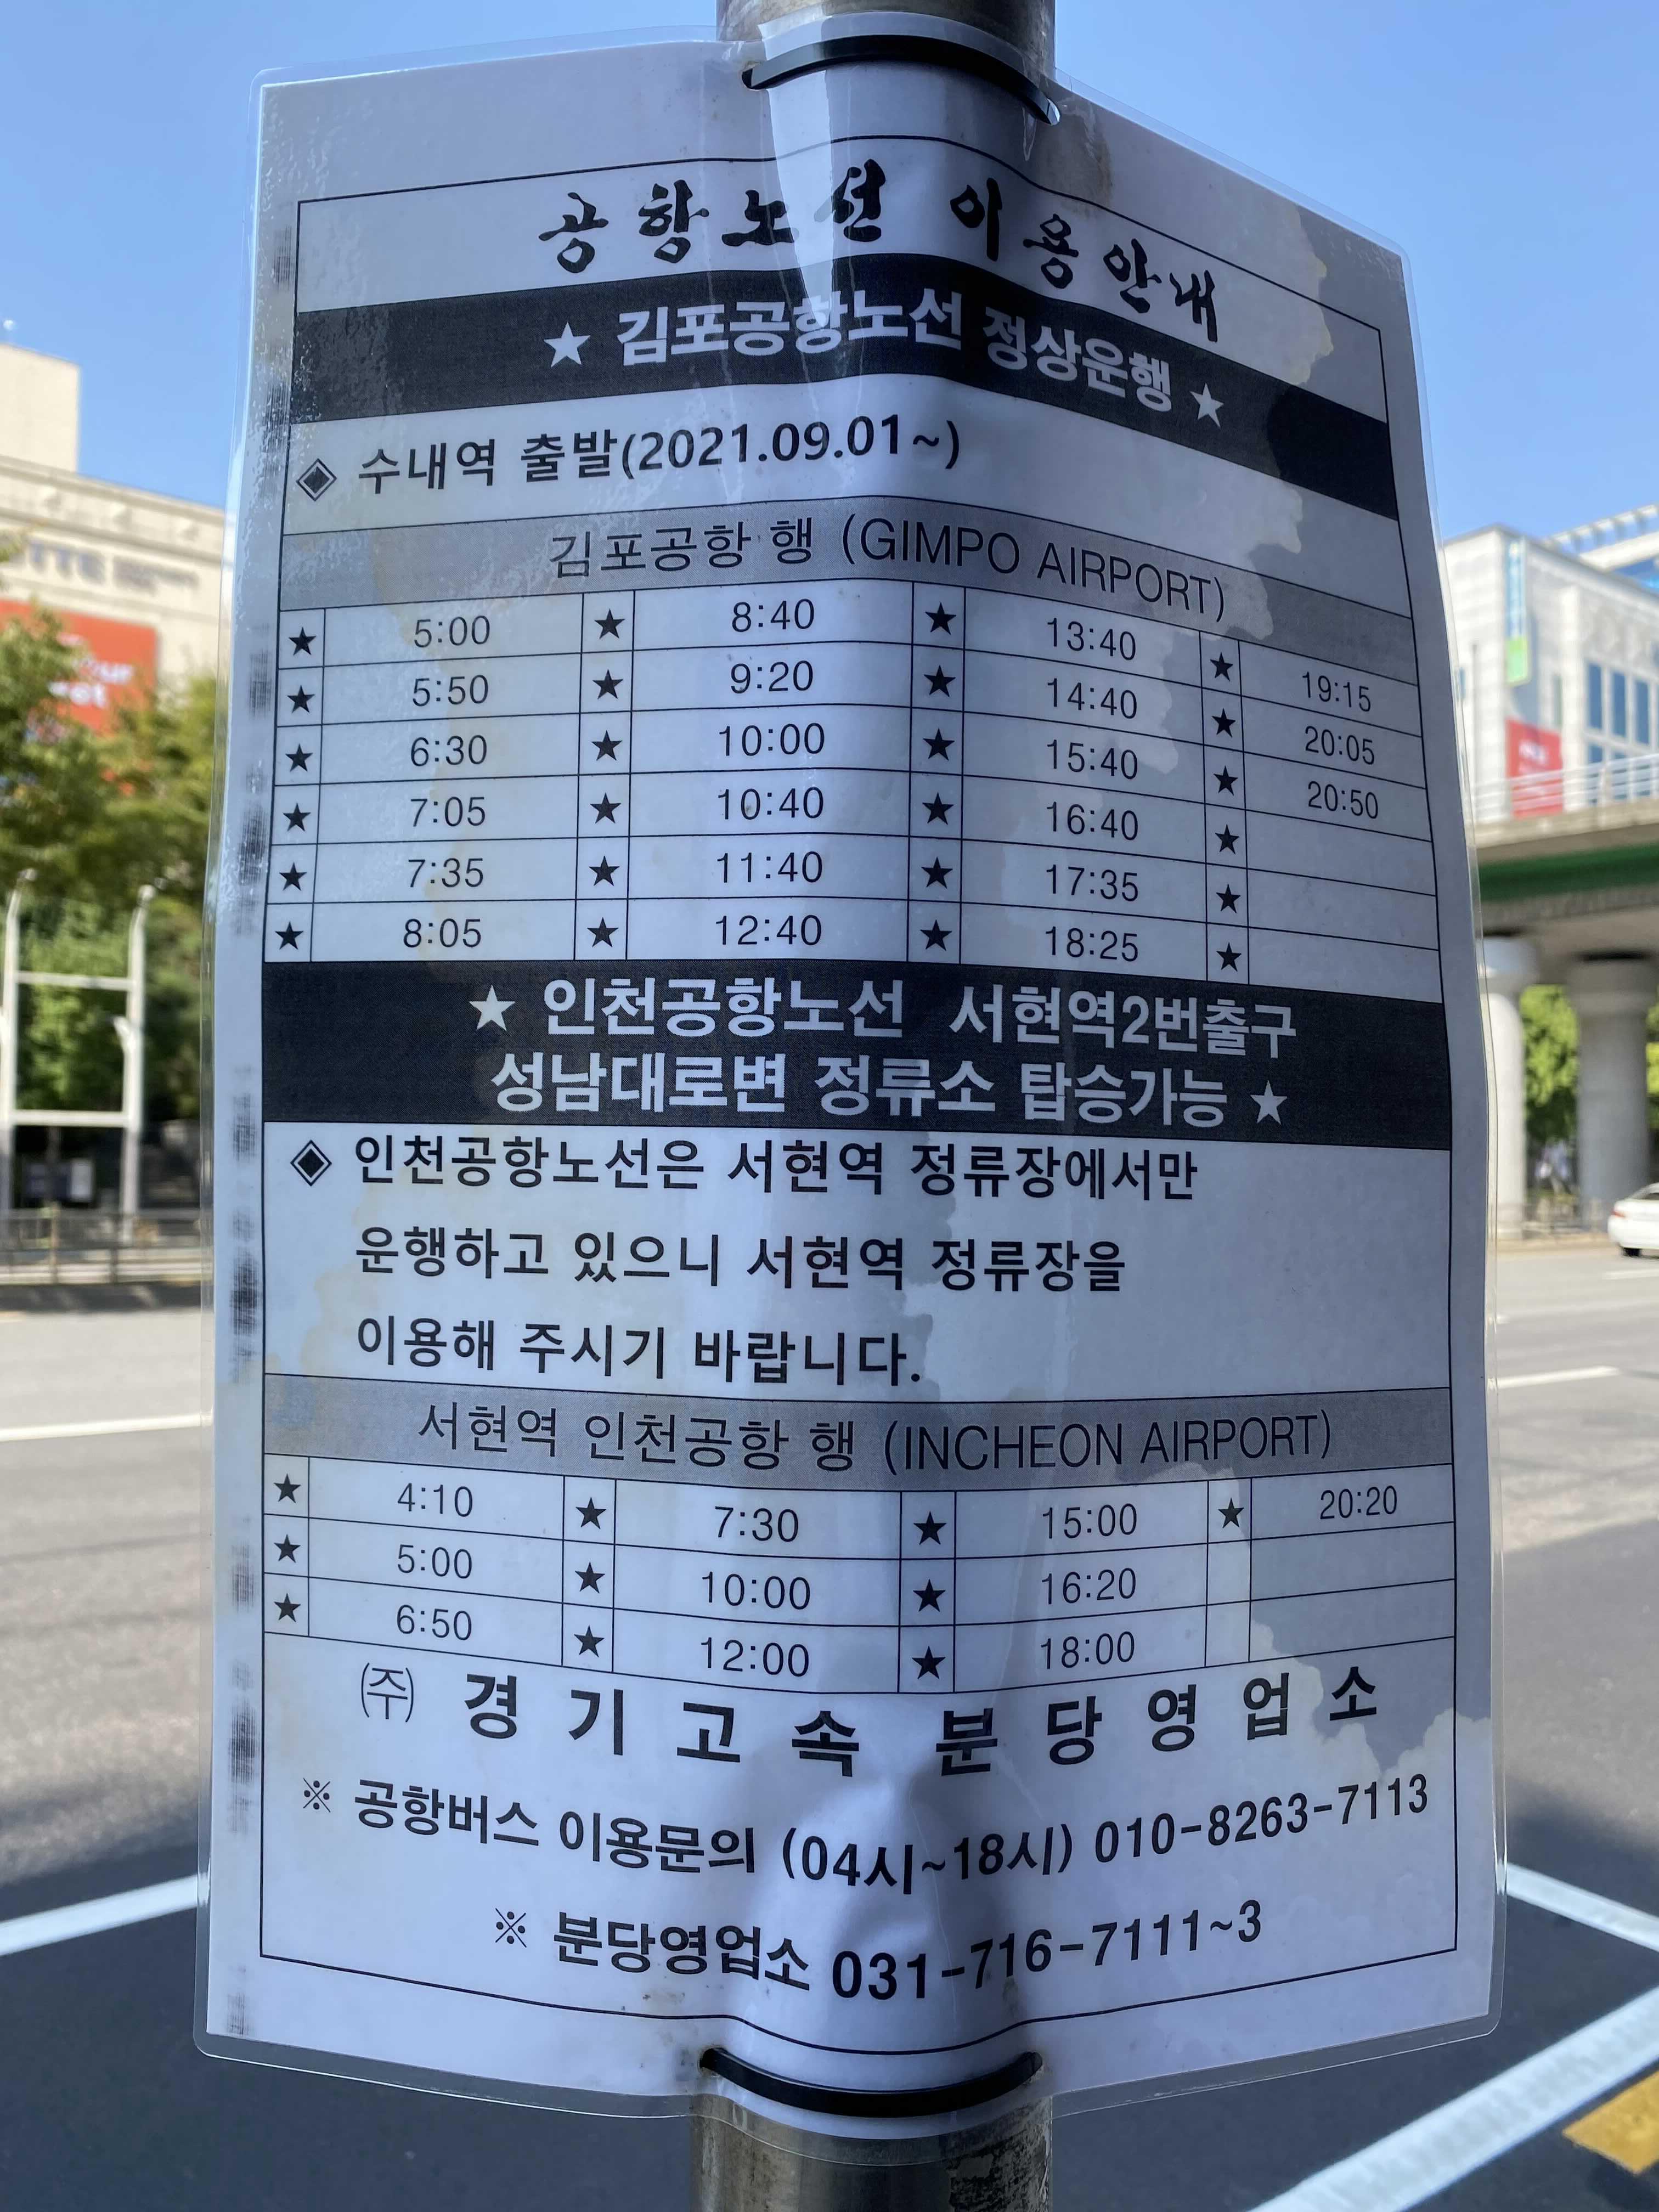 공항노선 이용안내
★ 김포공항노선 정상운행 ★
◈ 수내역 출발(2021.09.01~)
김포공항 행 (GIMPO AIRPORT)
★ 5:00 ★ 8:40 ★ 13:40 ★ 19:15
★ 5:50 ★ 9:20 ★ 14:40 ★ 20:05
★ 6:30 ★ 10:00 ★ 15:40 ★ 20:50
★ 7:05 ★ 10:40 ★ 16:40 ★
★ 7:35 ★ 11:40 ★ 17:35 ★
★ 8:05 ★ 12:40 ★ 18:25 ★
★ 인천공항노선 서현역2번출구
성남대로변 정류소 탑승가능 ★
◈ 인천공항노선은 서현역 정류장에서만
운행하고 있으니 서현역 정류장을
이용해 주시기 바랍니다.
서현역 인천공항 행 (INCHEON AIRPORT)
★ 4:10 ★ 7:30 ★ 15:00 ★ 20:20
★ 5:00 ★ 10:00 ★ 16:20
★ 6:50 ★ 12:00 ★ 18:00
㈜ 경기고속 분당영업소
※ 공항버스 이용문의 (04시~18시) 010-8263-7113
※ 분당영업소 031-716-7111~3